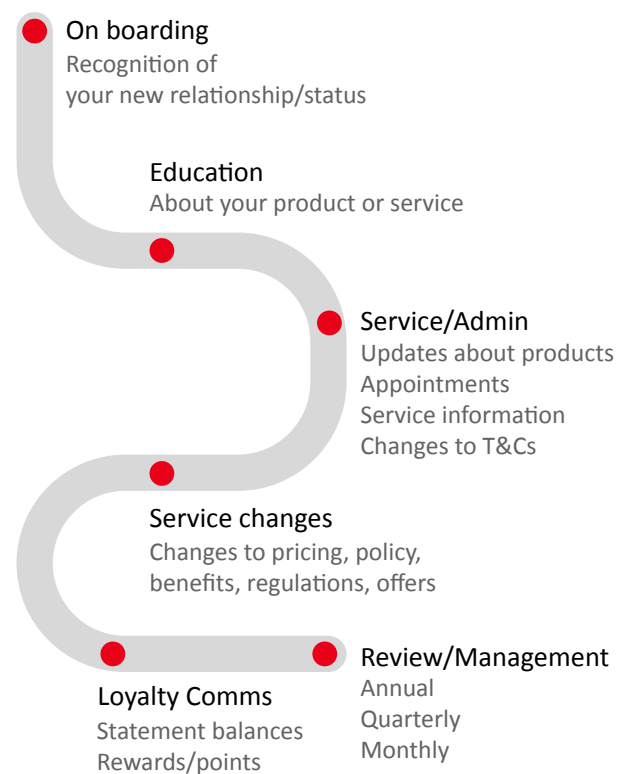 On boarding
Recognition of
your new relationship/status
Education
About your product or service
Service/Admin
Updates about products
Appointments
Service information
Changes to T&Cs
Service changes
Changes to pricing, policy,
benefits, regulations, offers
Loyalty Comms
Statement balances
Rewards/points
Review/Management
Annual
Quarterly
Monthly